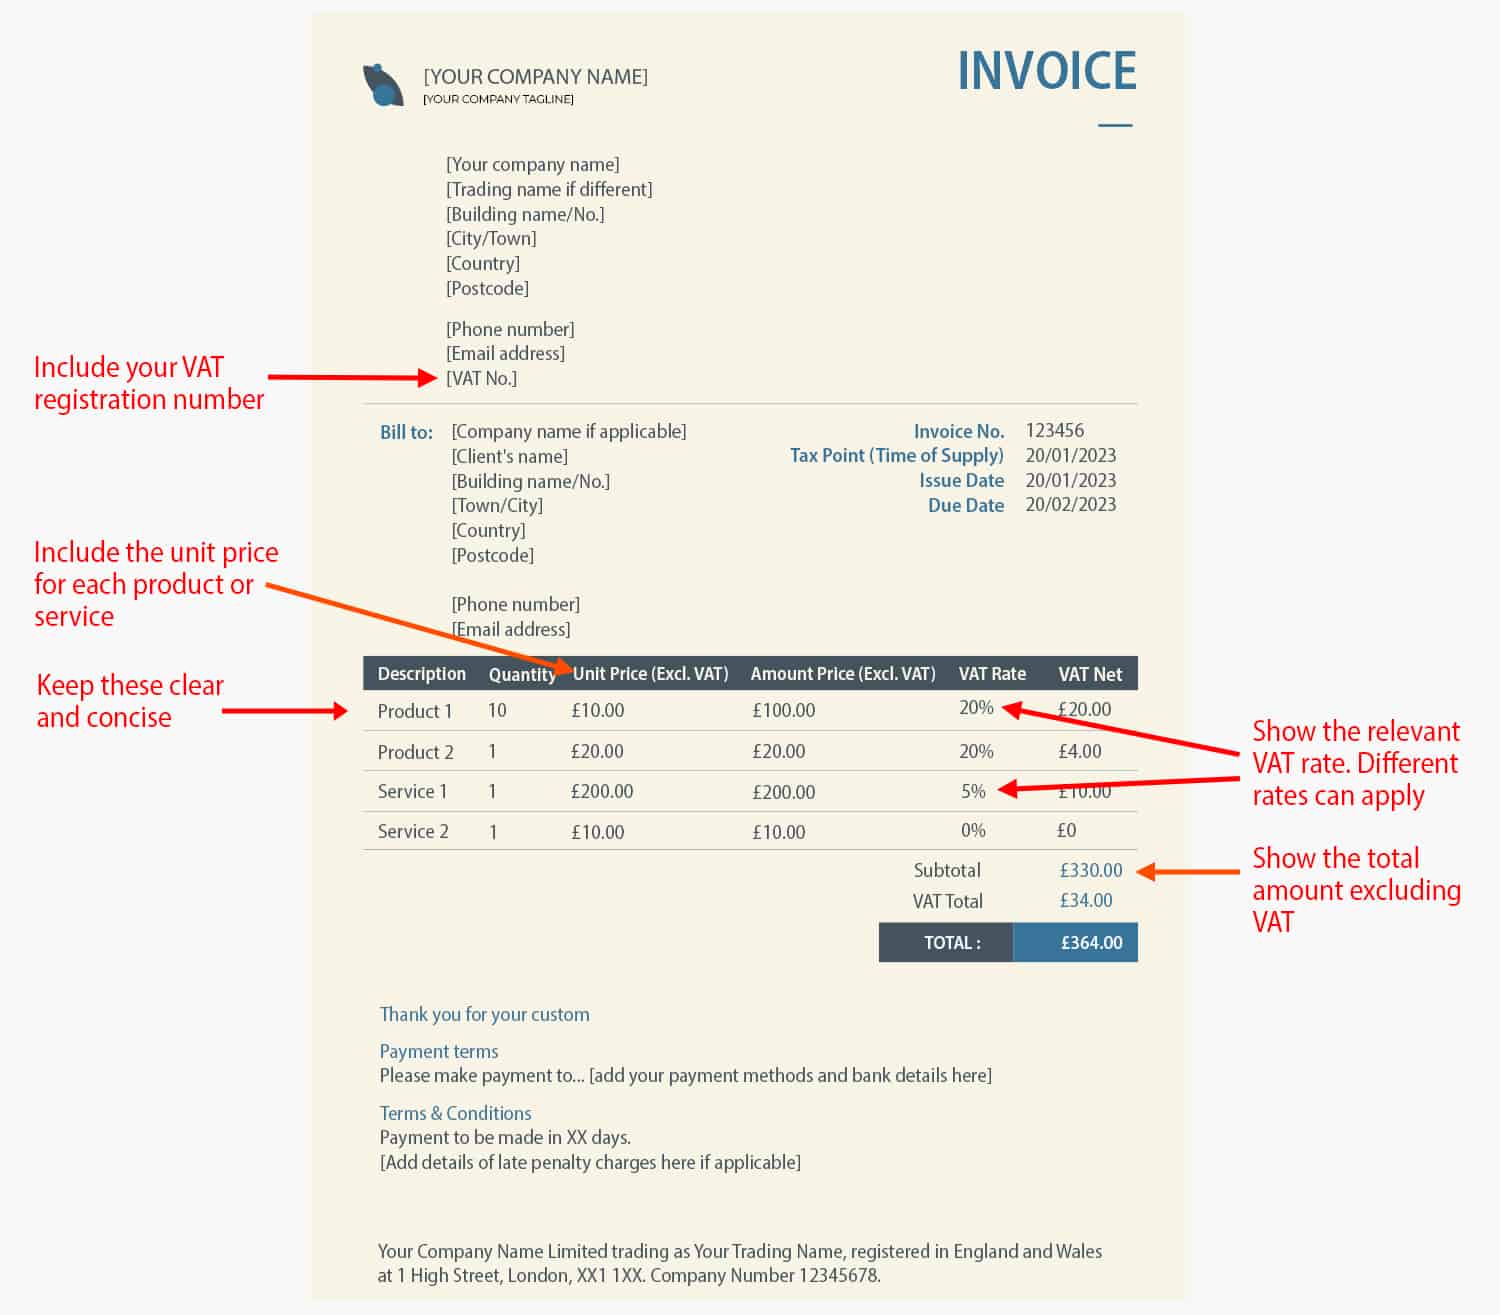 [YOUR COMPANY NAME]
[YOUR COMPANY TAGLINE]
INVOICE
[Your company name]
[Trading name if different]
[Building name/No.]
[City/Town]
[Country]
[Postcode]
[Phone number]
[Email address]
[VAT No.]
Include your VAT
registration number
Bill to:
[Company name if applicable]
[Client's name]
[Building name/No.]
[Town/City]
[Country]
[Postcode]
[Phone number]
[Email address]
Invoice No. 123456
Tax Point (Time of Supply) 20/01/2023
Issue Date 20/01/2023
Due Date 20/02/2023
Include the unit price
for each product or
service
Keep these clear
and concise
Description Quantity Unit Price (Excl. VAT) Amount Price (Excl. VAT) VAT Rate VAT Net
Product 1 10 £10.00 £100.00 20% £20.00
Product 2 1 £20.00 £20.00 20% £4.00
Service 1 1 £200.00 £200.00 5% £10.00
Service 2 1 £10.00 £10.00 0% £0
Subtotal £330.00
VAT Total £34.00
TOTAL : £364.00
Show the relevant
VAT rate. Different
rates can apply
Show the total
amount excluding
VAT
Thank you for your custom
Payment terms
Please make payment to... [add your payment methods and bank details here]
Terms & Conditions
Payment to be made in XX days.
[Add details of late penalty charges here if applicable]
Your Company Name Limited trading as Your Trading Name, registered in England and Wales
at 1 High Street, London, XX1 1XX. Company Number 12345678.